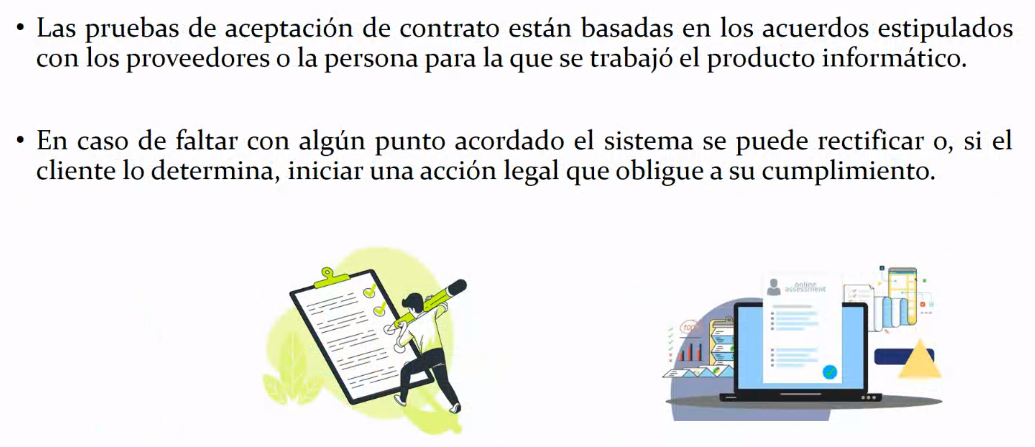 • Las pruebas de aceptación de contrato están basadas en los acuerdos estipulados
con los proveedores o la persona para la que se trabajó el producto informático.
• En caso de faltar con algún punto acordado el sistema se puede rectificar o, si el
cliente lo determina, iniciar una acción legal que obligue a su cumplimiento.
online
assessment
100%